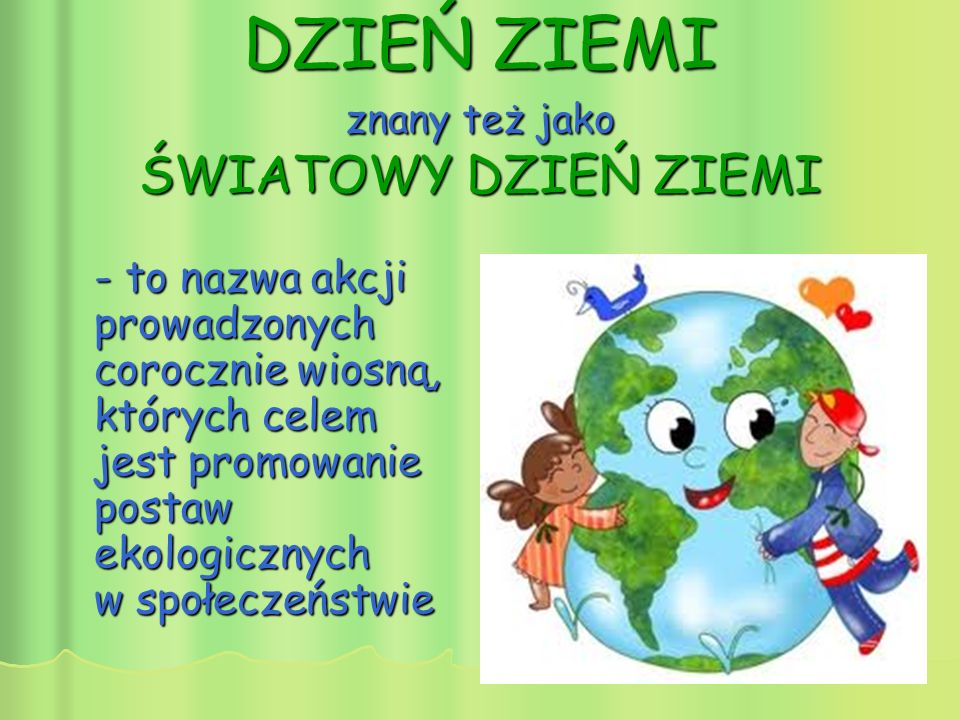 DZIEŃ ZIEMI
znany też jako
ŚWIATOWY DZIEŃ ZIEMI
- to nazwa akcji
prowadzonych
corocznie wiosną,
których celem
jest promowanie
postaw
ekologicznych
w społeczeństwie